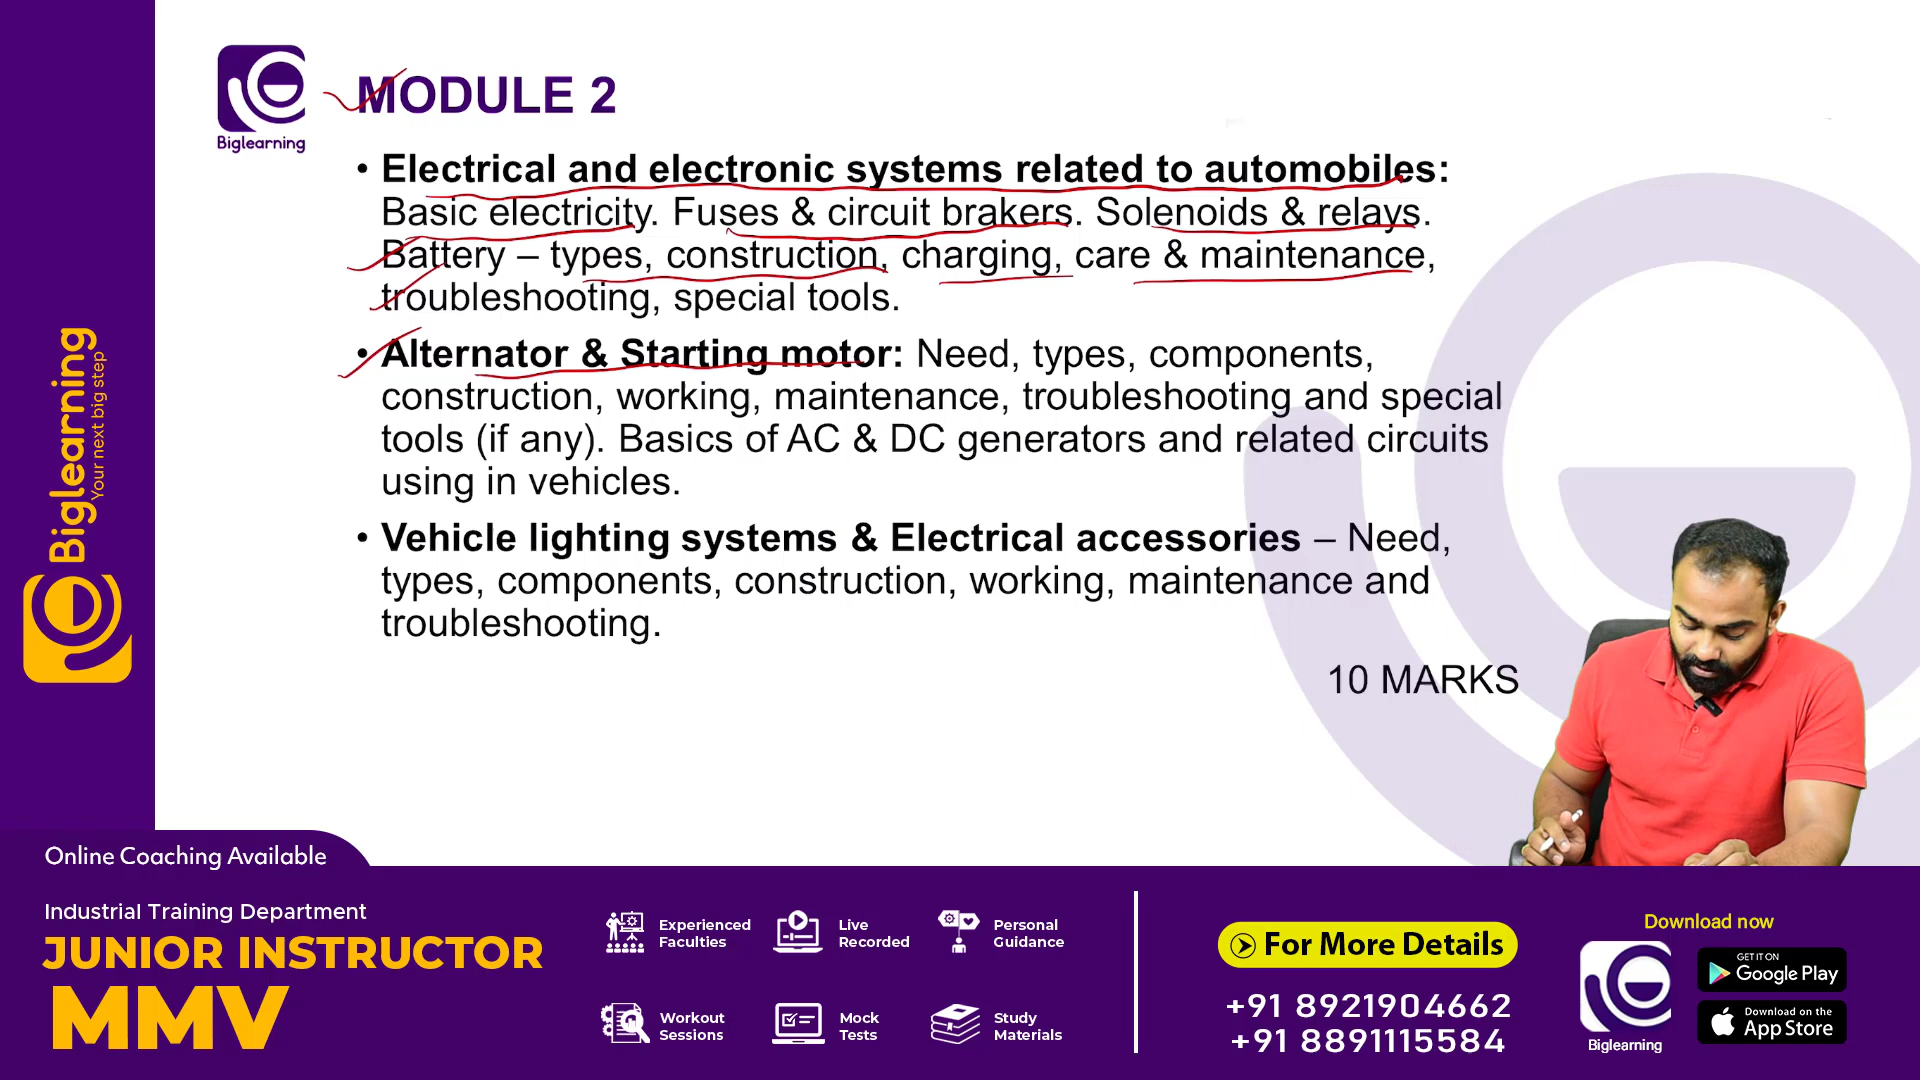 Biglearning
MODULE 2
• Electrical and electronic systems related to automobiles:
Basic electricity. Fuses & circuit brakers. Solenoids & relays.
Battery – types, construction, charging, care & maintenance,
troubleshooting, special tools.
• Alternator & Starting motor: Need, types, components,
construction, working, maintenance, troubleshooting and special
tools (if any). Basics of AC & DC generators and related circuits
using in vehicles.
• Vehicle lighting systems & Electrical accessories – Need,
types, components, construction, working, maintenance and
troubleshooting.
10 MARKS
Biglearning
Your next big step
Online Coaching Available
Industrial Training Department
JUNIOR INSTRUCTOR
MMV
Experienced
Faculties
Live
Recorded
Personal
Guidance
Workout
Sessions
Mock
Tests
Study
Materials
For More Details
+91 8921904662
+91 8891115584
Download now
Biglearning
GET IT ON
Google Play
Download on the
App Store